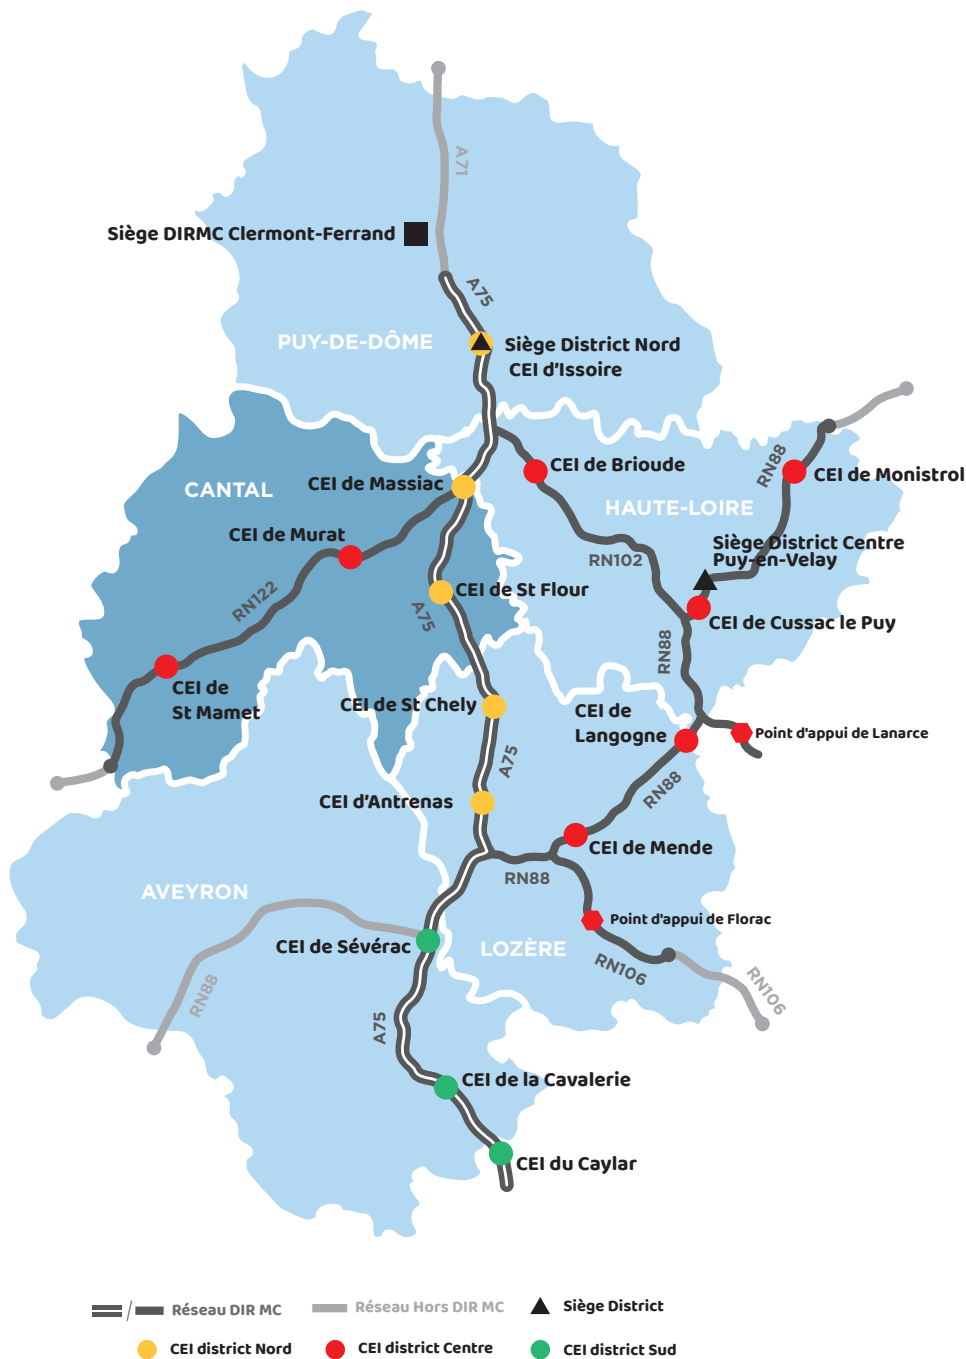 A71
Siège DIRMC Clermont-Ferrand
A75
PUY-DE-DÔME
Siège District Nord
CEI d'Issoire
RN88
CEI de Brioude
CEI de Monistrol
CANTAL
CEI de Massiac
HAUTE-LOIRE
CEI de Murat
Siège District Centre
Puy-en-Velay
RN102
CEI de St Flour
RN122
A75
CEI de Cussac le Puy
RN88
CEI de
St Mamet
CEI de St Chely
CEI de
Langogne
Point d'appui de Lanarce
A75
RN88
CEI d'Antrenas
CEI de Mende
RN88
AVEYRON
Point d'appui de Florac
CEI de Sévérac
LOZÈRE
RN106
RN106
RN88
A75
CEI de la Cavalerie
CEI du Caylar
/ Réseau DIR MC
Réseau Hors DIR MC
Siège District
CEI district Nord
CEI district Centre
CEI district Sud